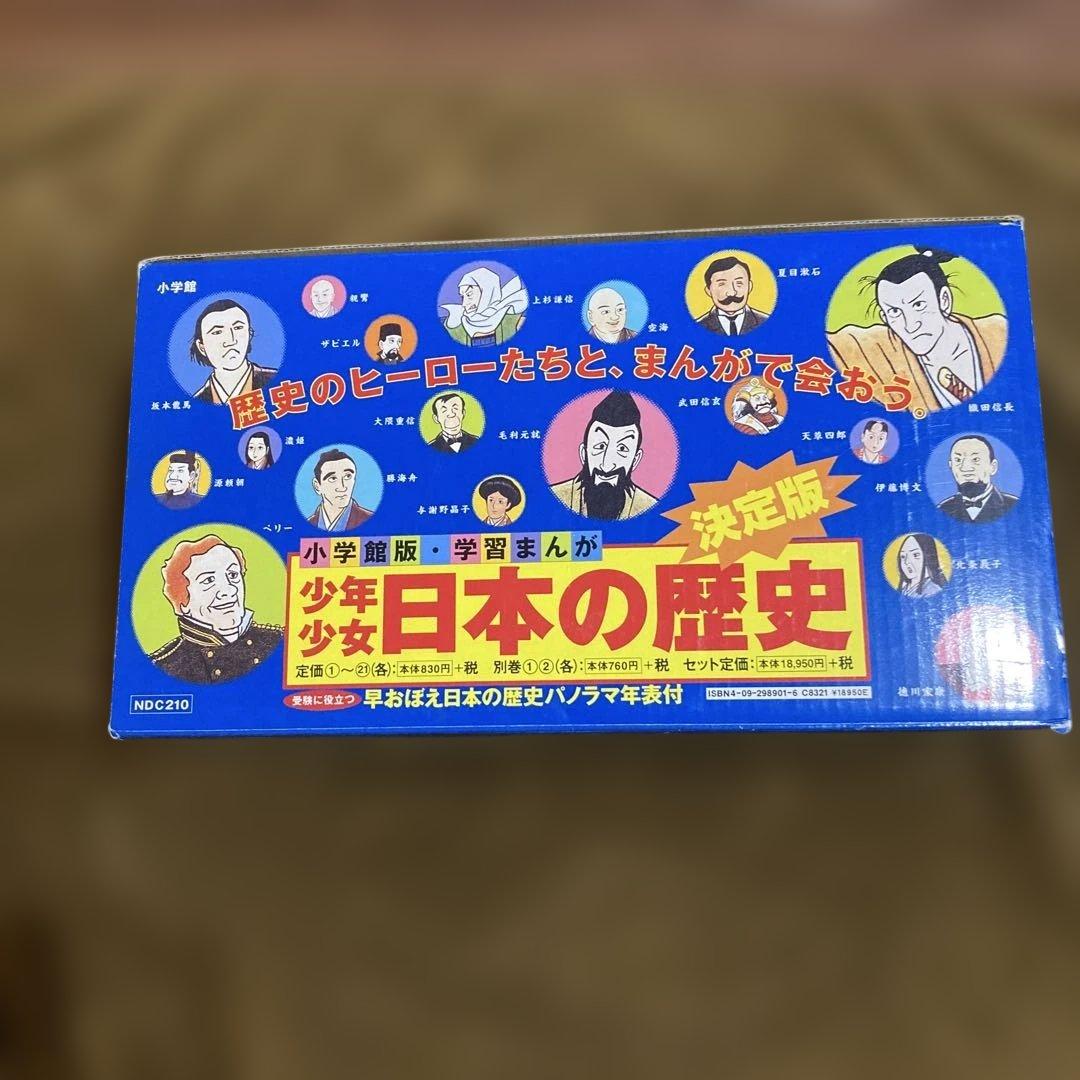 小学館
親鸞
ザビエル
上杉謙信
空海
夏目漱石
歴史のヒーローたちと、まんがで会おう。
坂本龍馬
大隈重信
毛利元就
武田信玄
織田信長
濃姫
天草四郎
源頼朝
勝海舟
与謝野晶子
伊藤博文
ペリー
北条義子
決定版
小学館版・学習まんが
少年少女日本の歴史
定価①〜㉑(各):本体830円+税 別巻①②(各):本体760円+税 セット定価:本体18,950円+税
受験に役立つ 早おぼえ日本の歴史パノラマ年表付
ISBN4-09-298901-6 C8321 ¥18950E
徳川家康
NDC210